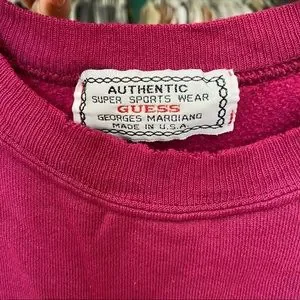 AUTHENTIC
SUPER SPORTS WEAR
GUESS
GEORGES MARCIANO
MADE IN U.S.A.